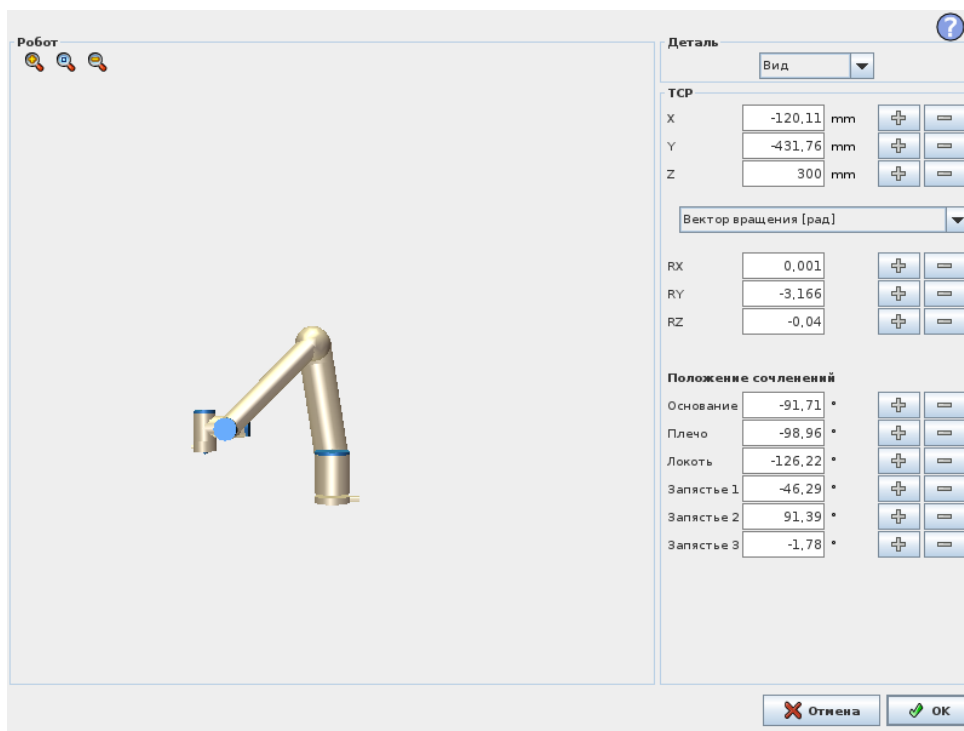 Робот
Деталь
Вид
TCP
X -120,11 mm
Y -431,76 mm
Z 300 mm
Вектор вращения [рад]
RX 0,001
RY -3,166
RZ -0,04
Положение сочленений
Основание -91,71 °
Плечо -98,96 °
Локоть -126,22 °
Запястье 1 -46,29 °
Запястье 2 91,39 °
Запястье 3 -1,78 °
Отмена OK